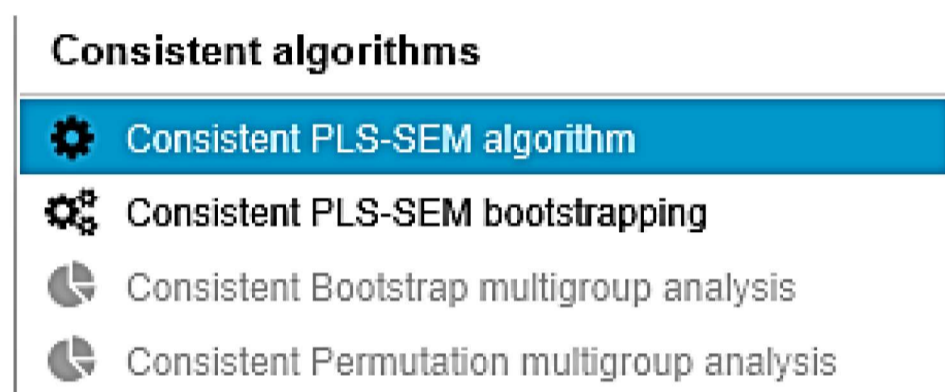 Consistent algorithms
Consistent PLS-SEM algorithm
Consistent PLS-SEM bootstrapping
Consistent Bootstrap multigroup analysis
Consistent Permutation multigroup analysis